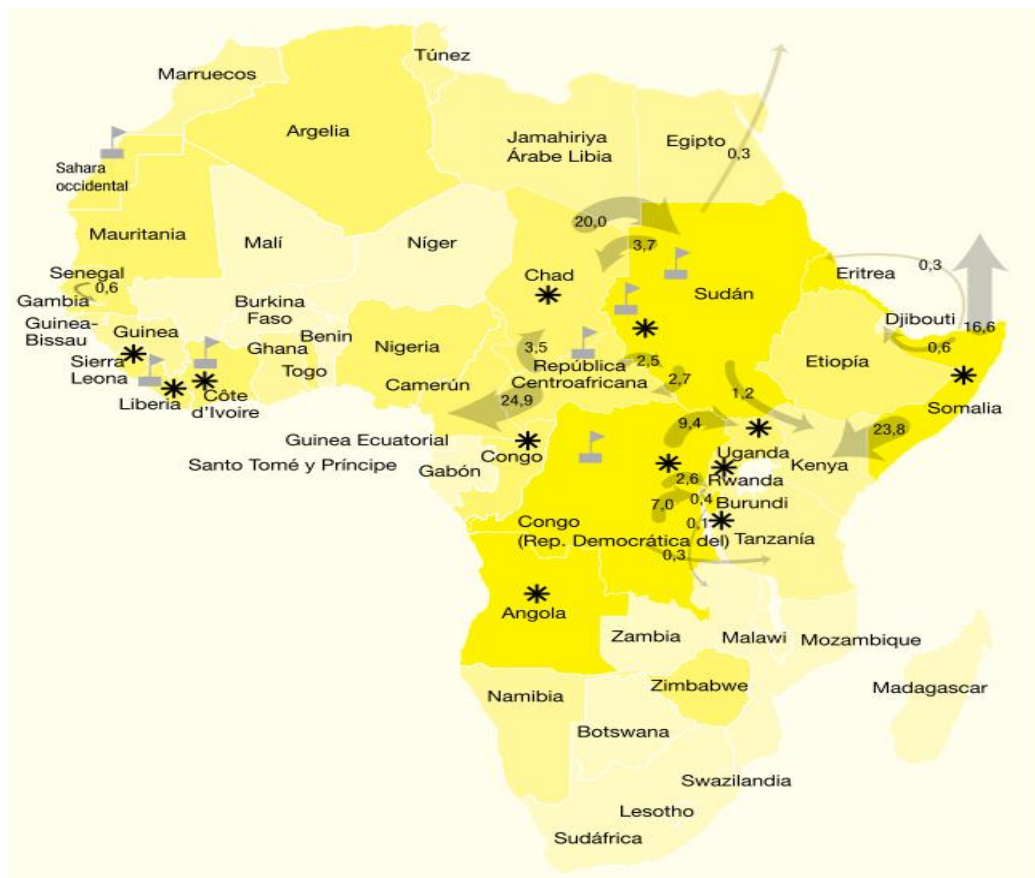 Túnez
Marruecos
Argelia
Jamahiriya
Árabe Libia
Egipto
0,3
Sahara
occidental
20,0
Mauritania
Malí
Níger
3,7
Chad
Sudán
Eritrea
0,3
Senegal
0,6
Gambia
Guinea-
Bissau
Guinea
Burkina
Faso
Benin
Djibouti
16,6
0,6
Sierra
Leona
Ghana
Togo
Nigeria
3,5
República
Centroafricana
2,5
Etiopía
Liberia
Côte
d'Ivoire
Camerún
24,9
2,7
1,2
Somalia
Guinea Ecuatorial
Santo Tomé y Príncipe
Gabón
Congo
9,4
Uganda
Kenya
23,8
2,6
Rwanda
7,0
0,4
Burundi
0,1
Congo
(Rep. Democrática del)
Tanzanía
0,3
Angola
Zambia
Malawi
Mozambique
Namibia
Zimbabwe
Madagascar
Botswana
Swazilandia
Lesotho
Sudáfrica